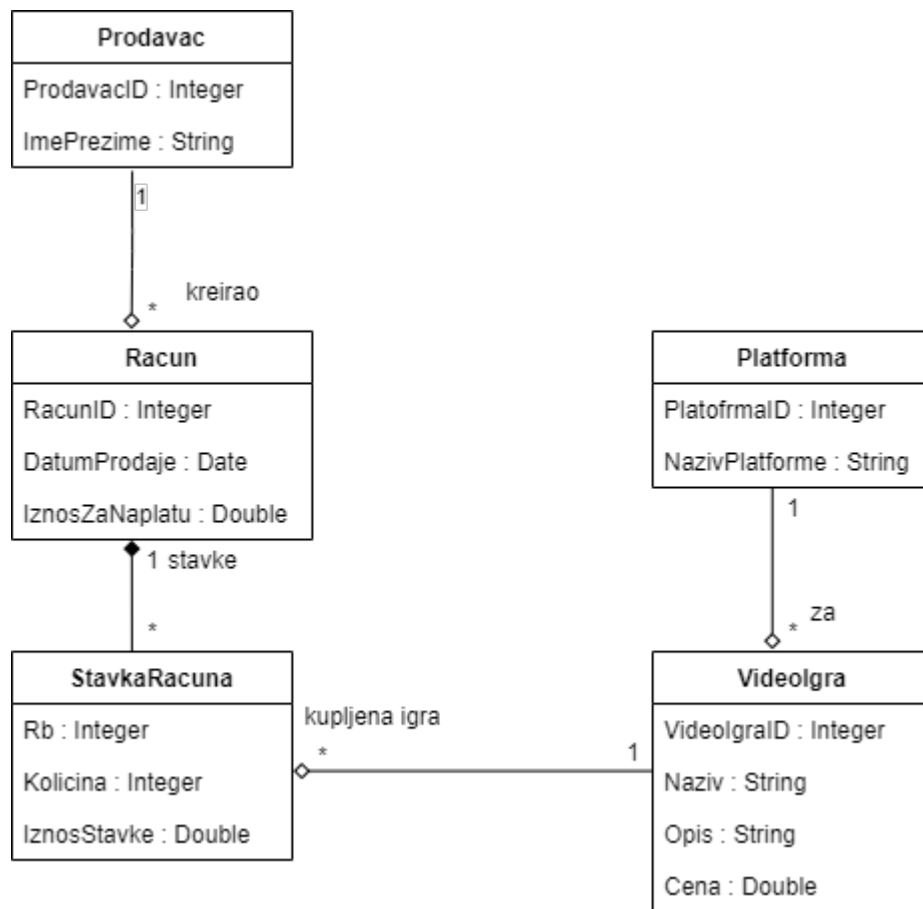 Prodavac
ProdavacID : Integer
ImePrezime : String
1
kreirao
*
Racun
RacunID : Integer
DatumProdaje : Date
IznosZaNaplatu : Double
1 stavke
*
StavkaRacuna
Rb : Integer
Kolicina : Integer
IznosStavke : Double
kupljena igra
*
1
Platforma
PlatofrmaID : Integer
NazivPlatforme : String
1
za
*
VideoIgra
VideoIgraID : Integer
Naziv : String
Opis : String
Cena : Double